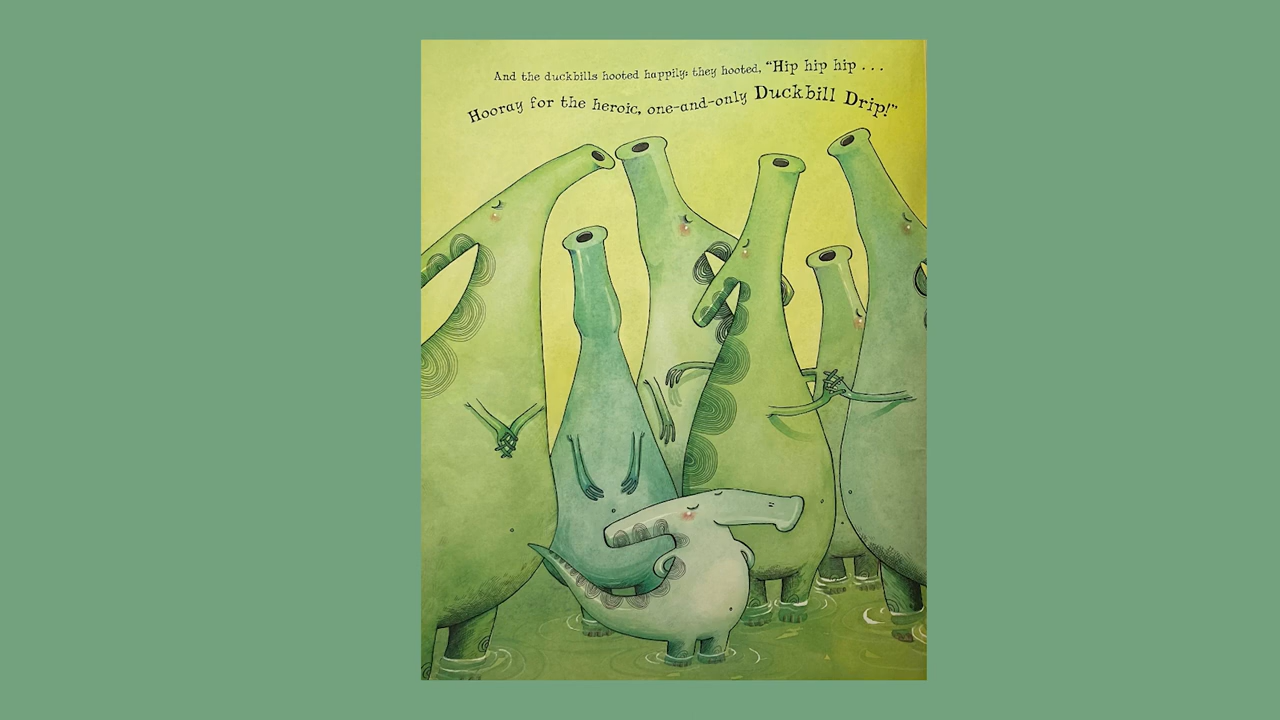 And the duckbills hooted happily; they hooted, “Hip hip hip . . .
Hooray for the heroic, one-and-only Duckbill Drip!”